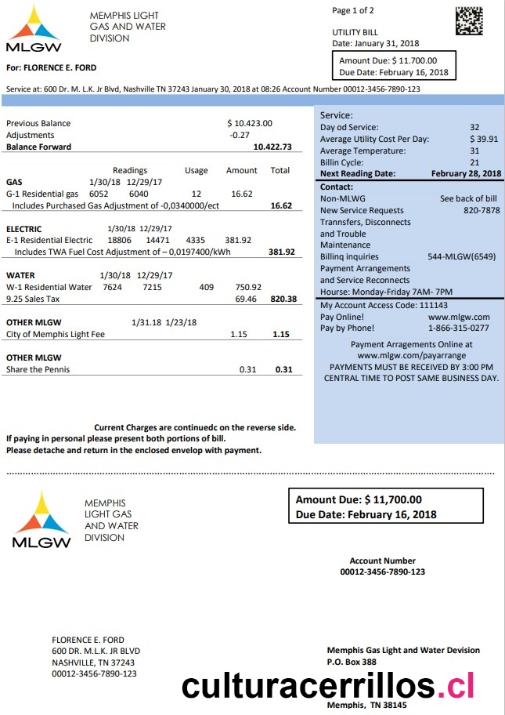 MLGW
MEMPHIS LIGHT
GAS AND WATER
DIVISION
For: FLORENCE E. FORD
Page 1 of 2
UTILITY BILL
Date: January 31, 2018
Amount Due: $ 11.700.00
Due Date: February 16, 2018
Service at: 600 Dr. M. L.K. Jr Blvd, Nashville TN 37243 January 30, 2018 at 08:26 Account Number 00012-3456-7890-123
Previous Balance $ 10.423.00
Adjustments -0.27
Balance Forward 10.422.73
Readings Usage Amount Total
GAS 1/30/18 12/29/17
G-1 Residential gas 6052 6040 12 16.62
Includes Purchased Gas Adjustment of -0,0340000/ect 16.62
ELECTRIC 1/30/18 12/29/17
E-1 Residential Electric 18806 14471 4335 381.92
Includes TWA Fuel Cost Adjustment of – 0,0197400/kWh 381.92
WATER 1/30/18 12/29/17
W-1 Residential Water 7624 7215 409 750.92
9.25 Sales Tax 69.46 820.38
OTHER MLGW 1/31.18 1/23/18
City of Memphis Light Fee 1.15 1.15
OTHER MLGW
Share the Pennis 0.31 0.31
Current Charges are continuedc on the reverse side.
If paying in personal please present both portions of bill.
Please detache and return in the enclosed envelop with payment.
Service:
Day od Service: 32
Average Utility Cost Per Day: $ 39.91
Average Temperature: 31
Billin Cycle: 21
Next Reading Date: February 28, 2018
Contact:
Non-MLWG See back of bill
New Service Requests 820-7878
Trannsfers, Disconnects
and Trouble
Maintenance
Billing inquiries 544-MLGW(6549)
Payment Arrangements
and Service Reconnects
Hourse: Monday-Friday 7AM- 7PM
My Account Access Code: 111143
Pay Online! www.mlgw.com
Pay by Phone! 1-866-315-0277
Payment Arragements Online at
www.mlgw.com/payarrange
PAYMENTS MUST BE RECEIVED BY 3:00 PM
CENTRAL TIME TO POST SAME BUSINESS DAY.
MLGW
MEMPHIS
LIGHT GAS
AND WATER
DIVISION
Amount Due: $ 11,700.00
Due Date: February 16, 2018
Account Number
00012-3456-7890-123
FLORENCE E. FORD
600 DR. M.L.K. JR BLVD
NASHVILLE, TN 37243
00012-3456-7890-123
Memphis Gas Light and Water Devision
P.O. Box 388
culturacerrillos.cl
Memphis, TN 38145